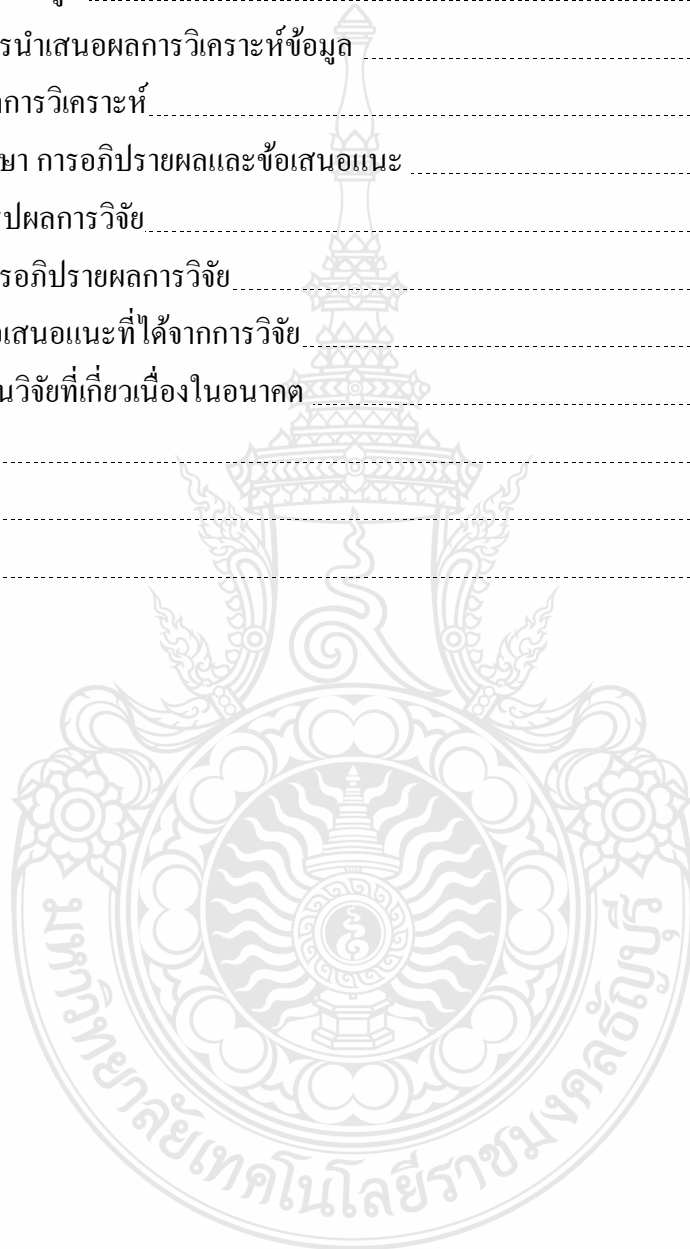 รนำเสนอผลการวิเคราะห์ข้อมูล
การวิเคราะห์
ษา การอภิปรายผลและข้อเสนอแนะ
ปผลการวิจัย
รอภิปรายผลการวิจัย
เสนอแนะที่ได้จากการวิจัย
นวิจัยที่เกี่ยวเนื่องในอนาคต
มหาวิทยาลัยเทคโนโลยีราชมงคลธัญบุรี